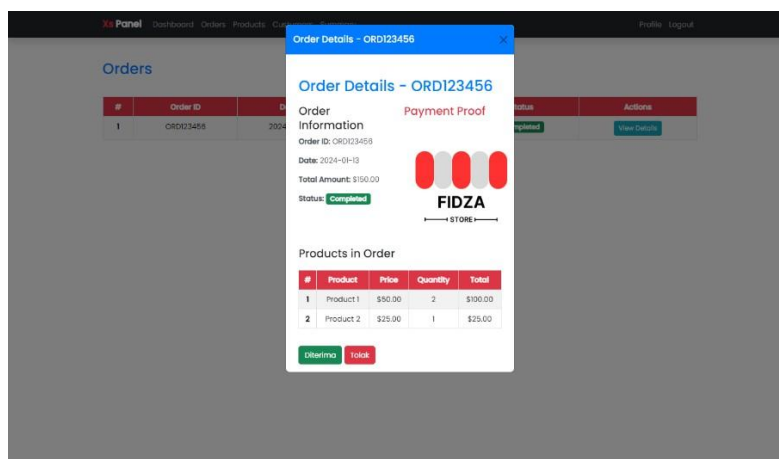 Xs Panel Dashboard Orders Products Profile Logout
Order Details - ORD123456 ×
Orders
Order Details - ORD123456
# Order ID Actions
1 ORD123456 View Details
Order Information
Payment Proof
Order ID: ORD123456
Date: 2024-01-13
Total Amount: $150.00
Status: Completed
FIDZA
STORE
Products in Order
# Product Price Quantity Total
1 Product 1 $50.00 2 $100.00
2 Product 2 $25.00 1 $25.00
Diterima Tolak